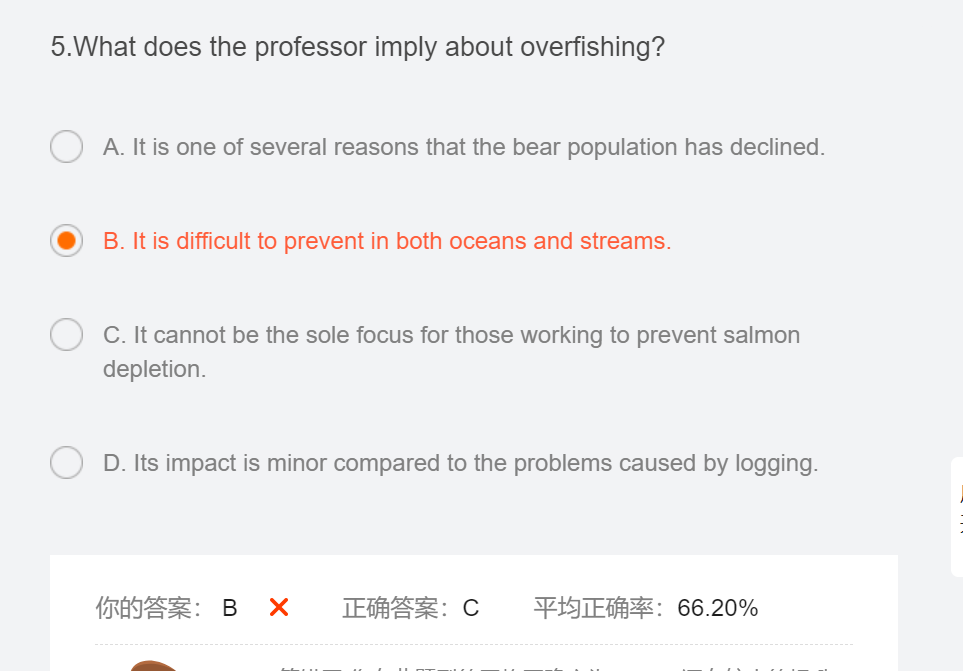 5.What does the professor imply about overfishing?
A. It is one of several reasons that the bear population has declined.
B. It is difficult to prevent in both oceans and streams.
C. It cannot be the sole focus for those working to prevent salmon
depletion.
D. Its impact is minor compared to the problems caused by logging.
你的答案： B 正确答案： C 平均正确率： 66.20%